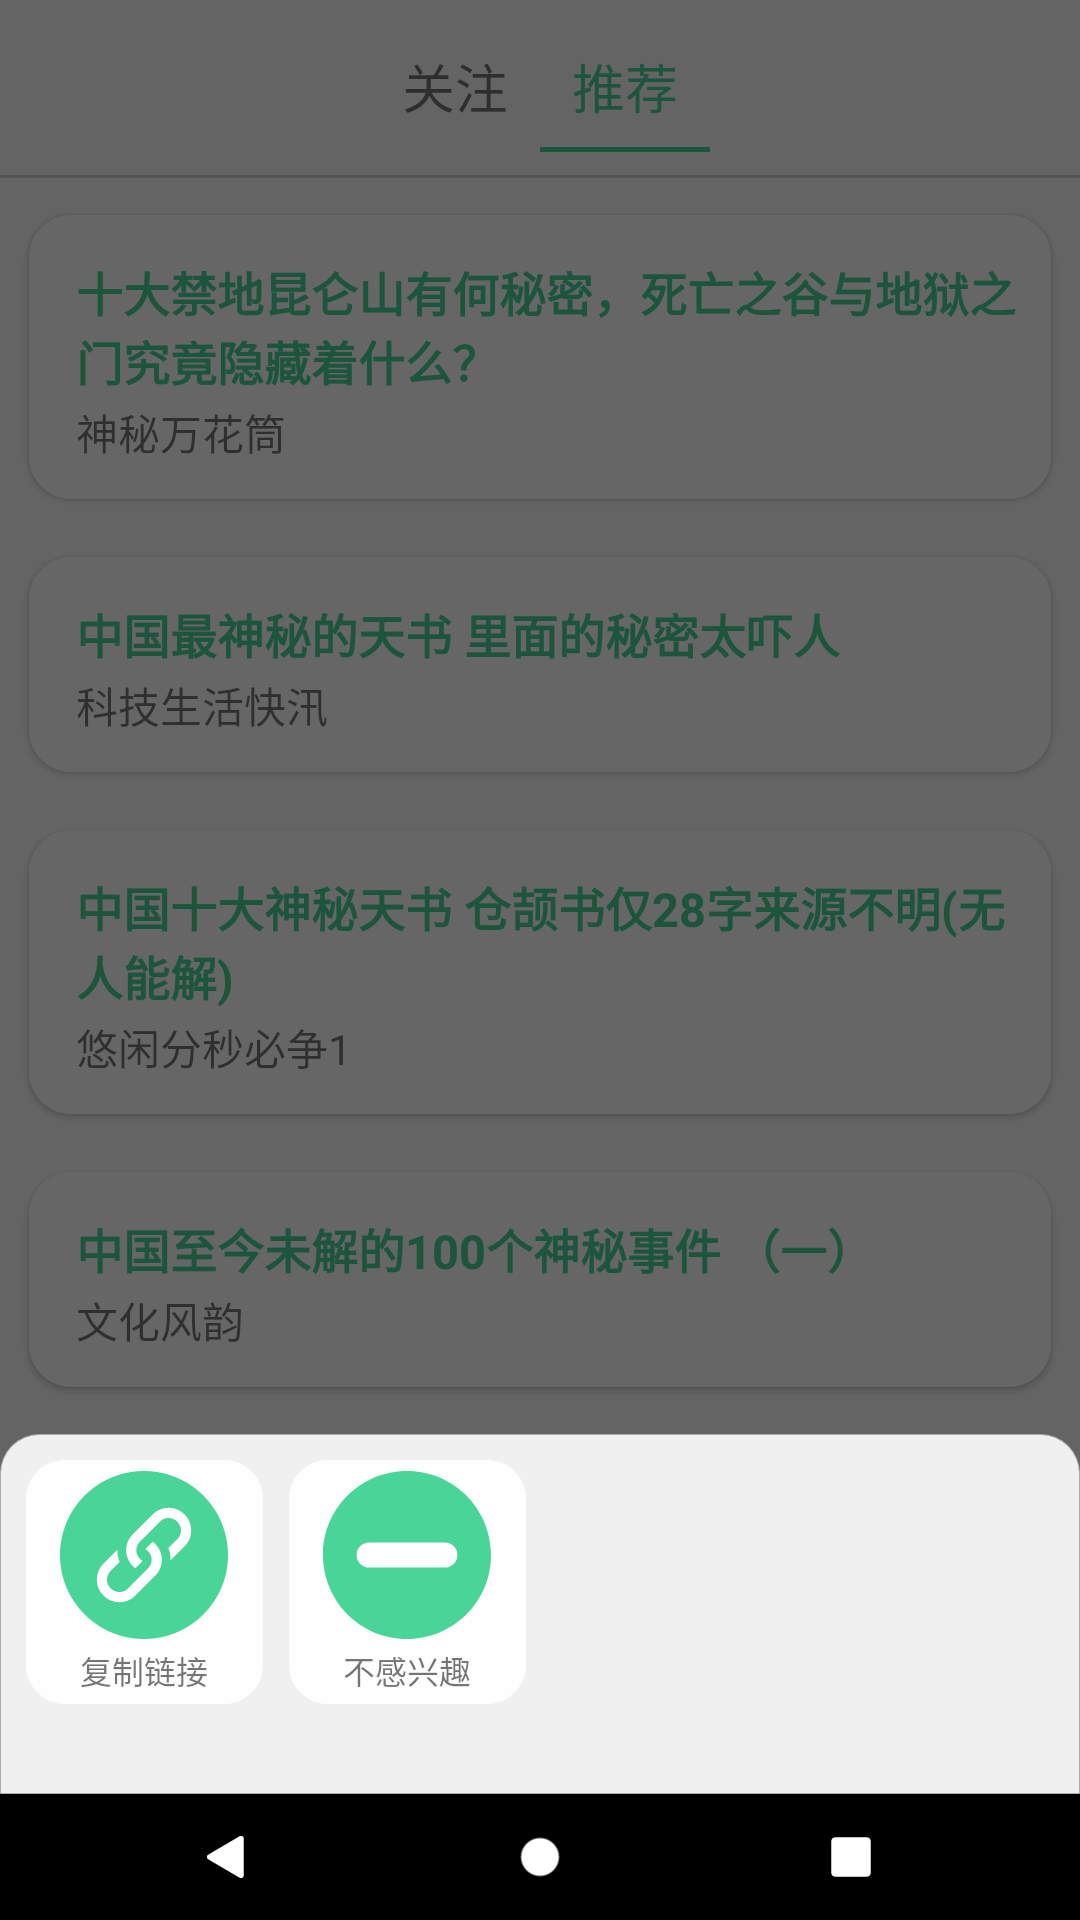 关注 推荐
十大禁地昆仑山有何秘密，死亡之谷与地狱之
门究竟隐藏着什么？
神秘万花筒
中国最神秘的天书 里面的秘密太吓人
科技生活快汛
中国十大神秘天书 仓颉书仅28字来源不明(无
人能解)
悠闲分秒必争1
中国至今未解的100个神秘事件 （一）
文化风韵
复制链接 不感兴趣